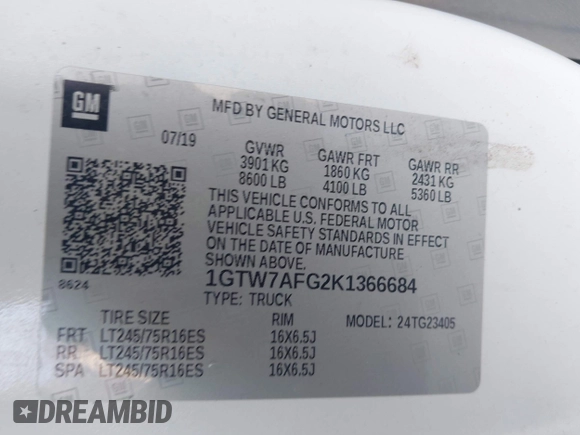 GM
MFD BY GENERAL MOTORS LLC
07/19
GVWR GAWR FRT GAWR RR
3901 KG 1860 KG 2431 KG
8600 LB 4100 LB 5360 LB
THIS VEHICLE CONFORMS TO ALL
APPLICABLE U.S. FEDERAL MOTOR
VEHICLE SAFETY STANDARDS IN EFFECT
ON THE DATE OF MANUFACTURE
SHOWN ABOVE.
8624
1GTW7AFG2K1366684
TYPE: TRUCK
TIRE SIZE RIM MODEL: 24TG23405
FRT LT245/75R16ES 16X6.5J
RR LT245/75R16ES 16X6.5J
SPA LT245/75R16ES 16X6.5J
DREAMBID